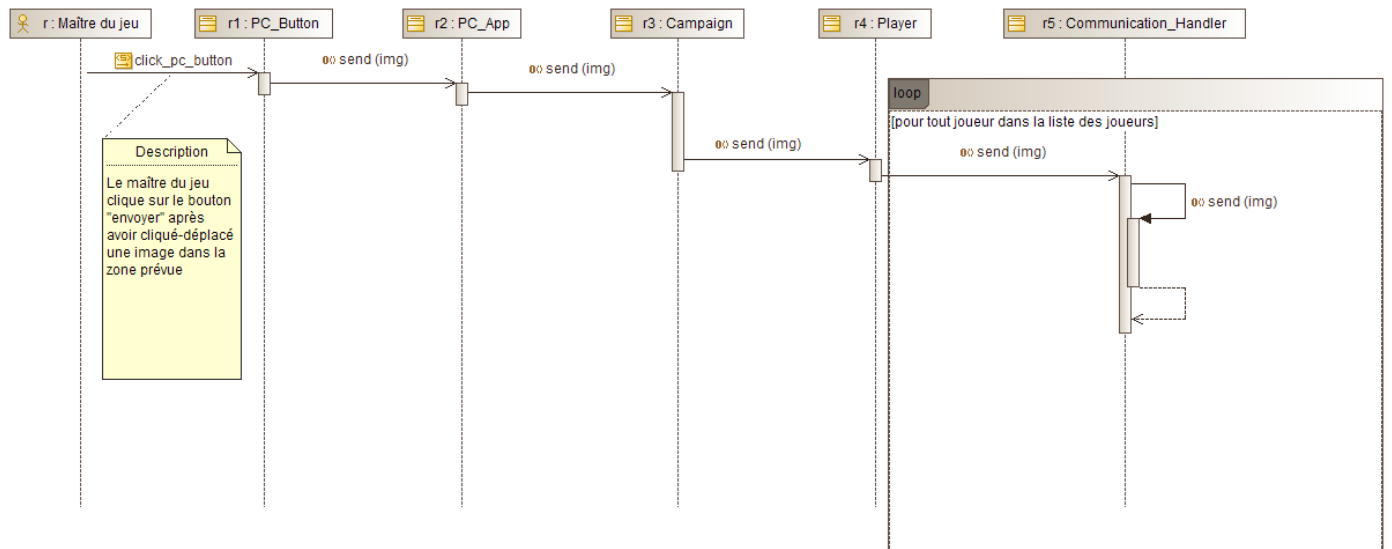 r : Maître du jeu
r1 : PC_Button
r2 : PC_App
r3 : Campaign
r4 : Player
r5 : Communication_Handler
click_pc_button
send (img)
send (img)
send (img)
send (img)
send (img)
loop
[pour tout joueur dans la liste des joueurs]
Description
Le maître du jeu
clique sur le bouton
"envoyer" après
avoir cliqué-déplacé
une image dans la
zone prévue